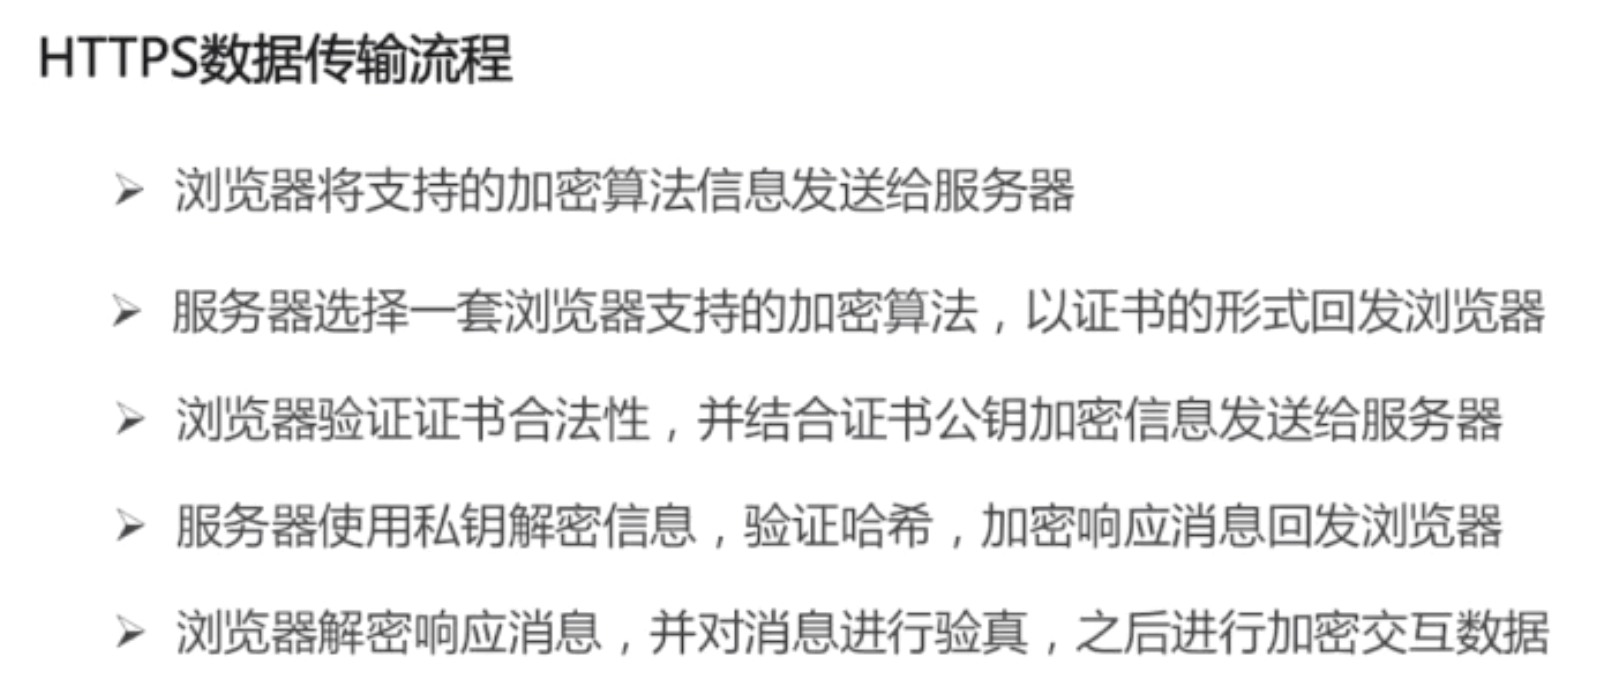 HTTPS数据传输流程
➢ 浏览器将支持的加密算法信息发送给服务器
➢ 服务器选择一套浏览器支持的加密算法，以证书的形式回发浏览器
➢ 浏览器验证证书合法性，并结合证书公钥加密信息发送给服务器
➢ 服务器使用私钥解密信息，验证哈希，加密响应消息回发浏览器
➢ 浏览器解密响应消息，并对消息进行验真，之后进行加密交互数据